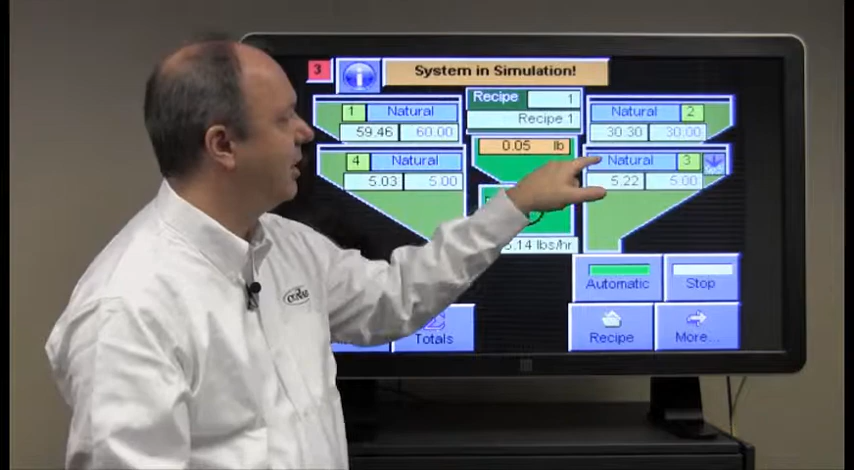 3
System in Simulation!
1 Natural
59.46 60.00
Recipe 1
Recipe 1
Natural 2
30.30 30.00
0.05 lb
4 Natural
5.03 5.00
Natural 3
5.22 5.00
5.14 lbs/hr
Automatic
Stop
Totals
Recipe
More...
CONAIR